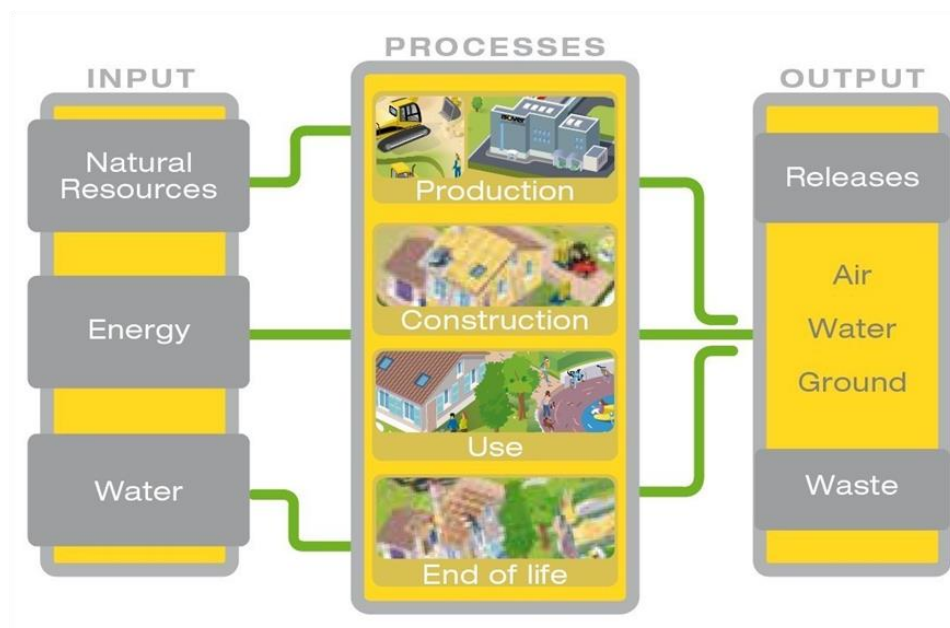 INPUT
Natural
Resources
Energy
Water
PROCESSES
Production
Construction
Use
End of life
OUTPUT
Releases
Air
Water
Ground
Waste